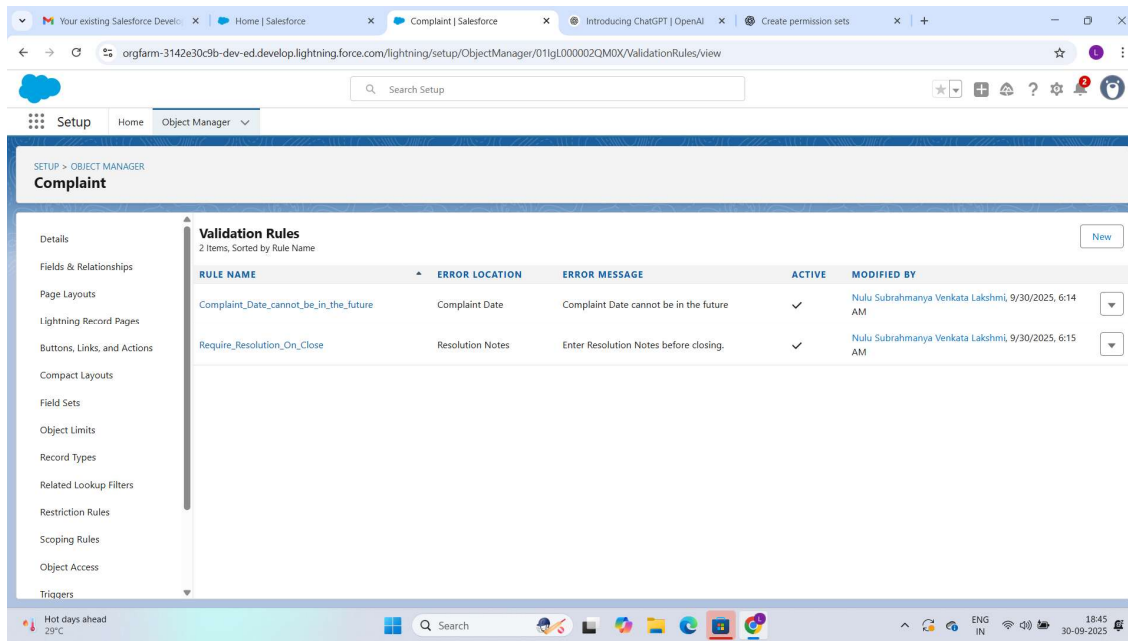 Your existing Salesforce Develo
Home | Salesforce
Complaint | Salesforce
Introducing ChatGPT | OpenAI
Create permission sets
orgfarm-3142e30c9b-dev-ed.develop.lightning.force.com/lightning/setup/ObjectManager/01IgL000002QM0X/ValidationRules/view
L
Search Setup
2
Setup
Home
Object Manager
SETUP > OBJECT MANAGER
Complaint
Details
Fields & Relationships
Page Layouts
Lightning Record Pages
Buttons, Links, and Actions
Compact Layouts
Field Sets
Object Limits
Record Types
Related Lookup Filters
Restriction Rules
Scoping Rules
Object Access
Triggers
Validation Rules
2 Items, Sorted by Rule Name
New
RULE NAME ERROR LOCATION ERROR MESSAGE ACTIVE MODIFIED BY
Complaint_Date_cannot_be_in_the_future Complaint Date Complaint Date cannot be in the future Nulu Subrahmanya Venkata Lakshmi, 9/30/2025, 6:14
AM
Require_Resolution_On_Close Resolution Notes Enter Resolution Notes before closing. Nulu Subrahmanya Venkata Lakshmi, 9/30/2025, 6:15
AM
Hot days ahead
29°C
Search
L
ENG
IN
18:45
30-09-2025